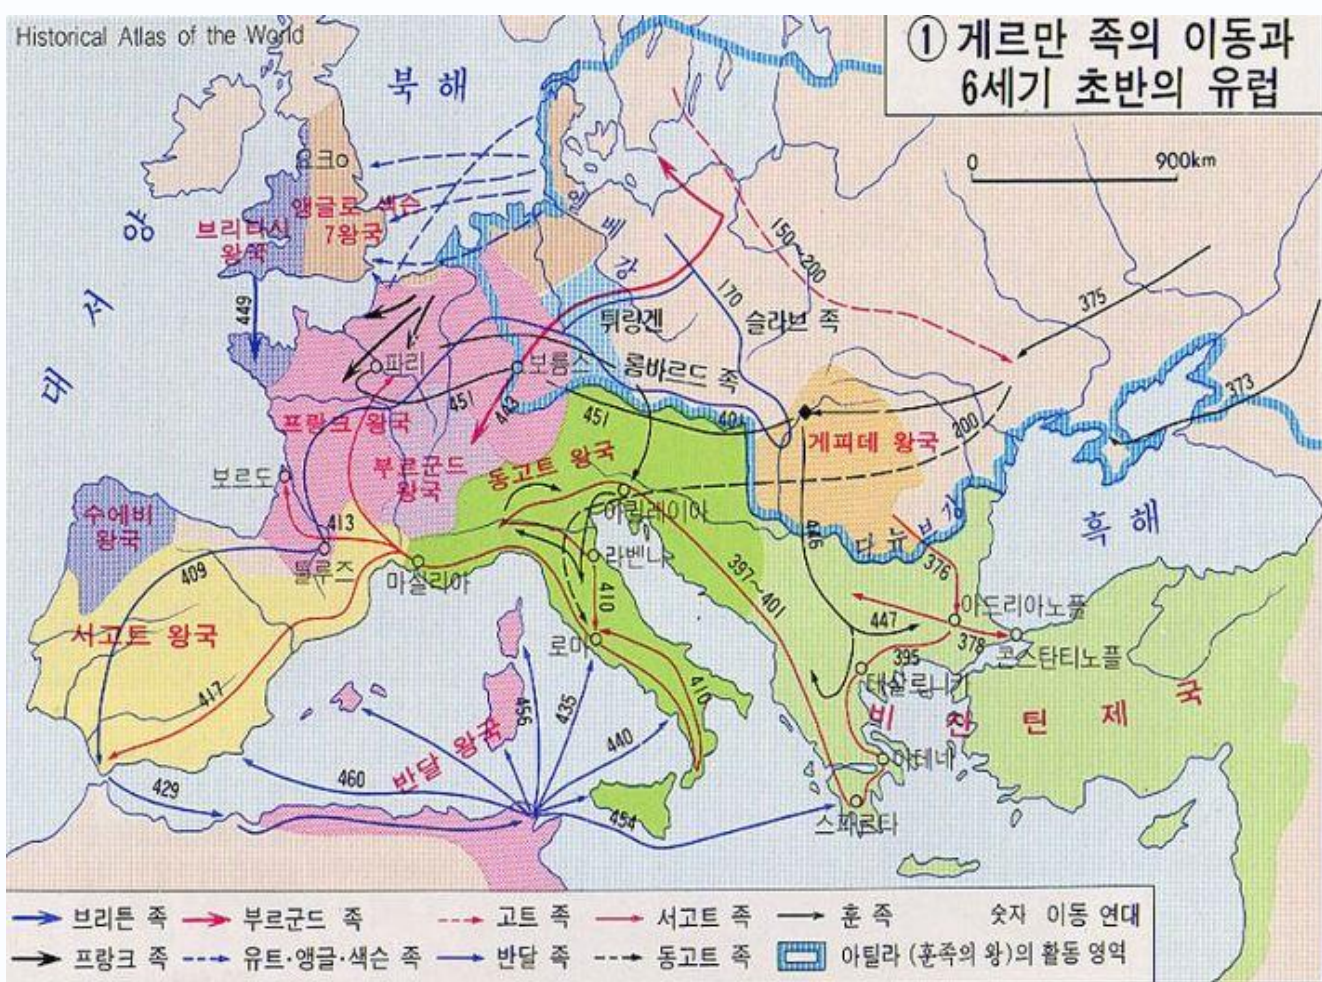 Historical Atlas of the World
① 게르만 족의 이동과
6세기 초반의 유럽
북 해
0 900km
요크
앵글로 색슨
7왕국
브리타시
왕국
대 저 양
엘 베 강
449
150~200
170
375
373
튀링겐
슬라브 족
파리
보름스
롬바르드 족
451
443
451
401
200
프랑크 왕국
부르군드
왕국
동고트 왕국
게피데 왕국
보르도
아퀼레이아
수에비
왕국
413
툴루즈
마실리아
라벤나
446
다 뉴 브 강
흑 해
409
410
397~401
376
아드리아노플
서고트 왕국
로마
447
378
콘스탄티노플
395
테살로니키
417
410
456
435
440
비 잔 틴 제 국
반달 왕국
아테네
460
429
454
스파르타
브리튼 족
부르군드 족
고트 족
서고트 족
훈 족
숫자 이동 연대
프랑크 족
유트·앵글·색슨 족
반달 족
동고트 족
아틸라 (훈족의 왕)의 활동 영역